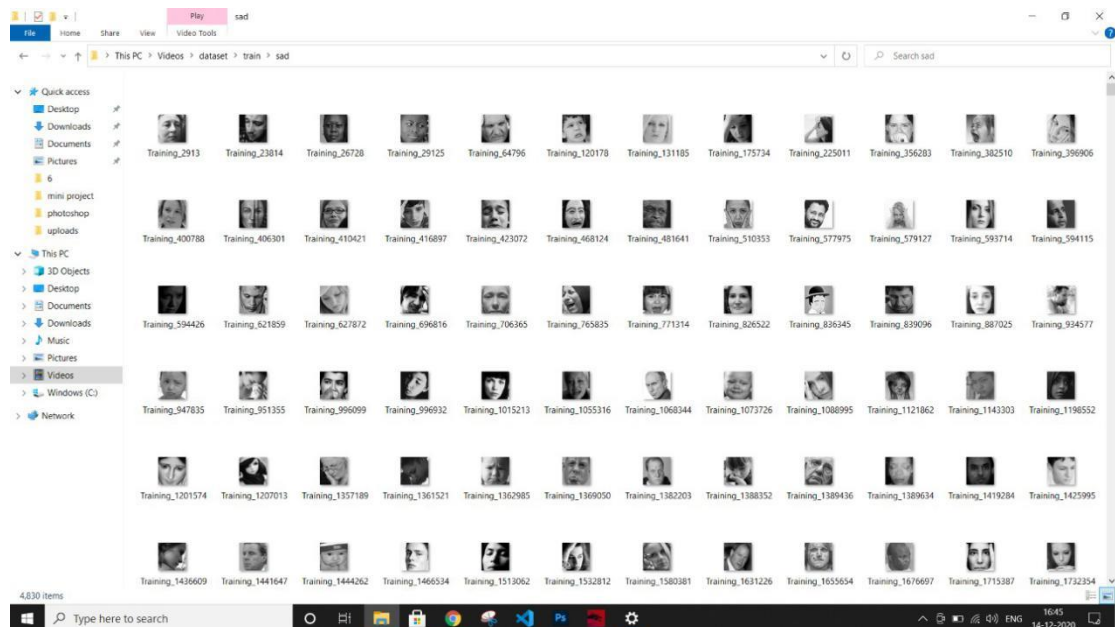 Play sad
File Home Share View Video Tools
This PC > Videos > dataset > train > sad
Search sad
Quick access
Desktop
Downloads
Documents
Pictures
6
mini project
photoshop
uploads
This PC
3D Objects
Desktop
Documents
Downloads
Music
Pictures
Videos
Windows (C:)
Network
Training_2913 Training_23814 Training_26728 Training_29125 Training_64796 Training_120178 Training_131185 Training_175734 Training_225011 Training_356283 Training_382510 Training_396906
Training_400788 Training_406301 Training_410421 Training_416897 Training_423072 Training_468124 Training_481641 Training_510353 Training_577975 Training_579127 Training_593714 Training_594115
Training_594426 Training_621859 Training_627872 Training_696816 Training_706365 Training_765835 Training_771314 Training_826522 Training_836345 Training_839096 Training_887025 Training_934577
Training_947835 Training_951355 Training_996099 Training_996932 Training_1015213 Training_1055316 Training_1068344 Training_1073726 Training_1088995 Training_1121862 Training_1143303 Training_1198552
Training_1201574 Training_1207013 Training_1357189 Training_1361521 Training_1362985 Training_1369050 Training_1382203 Training_1388352 Training_1389436 Training_1389634 Training_1419284 Training_1425995
Training_1436609 Training_1441647 Training_1444262 Training_1466534 Training_1513062 Training_1532812 Training_1580381 Training_1631226 Training_1655654 Training_1676697 Training_1715387 Training_1732354
4,830 items
Type here to search
Ps
ENG
16:45
14-12-2020